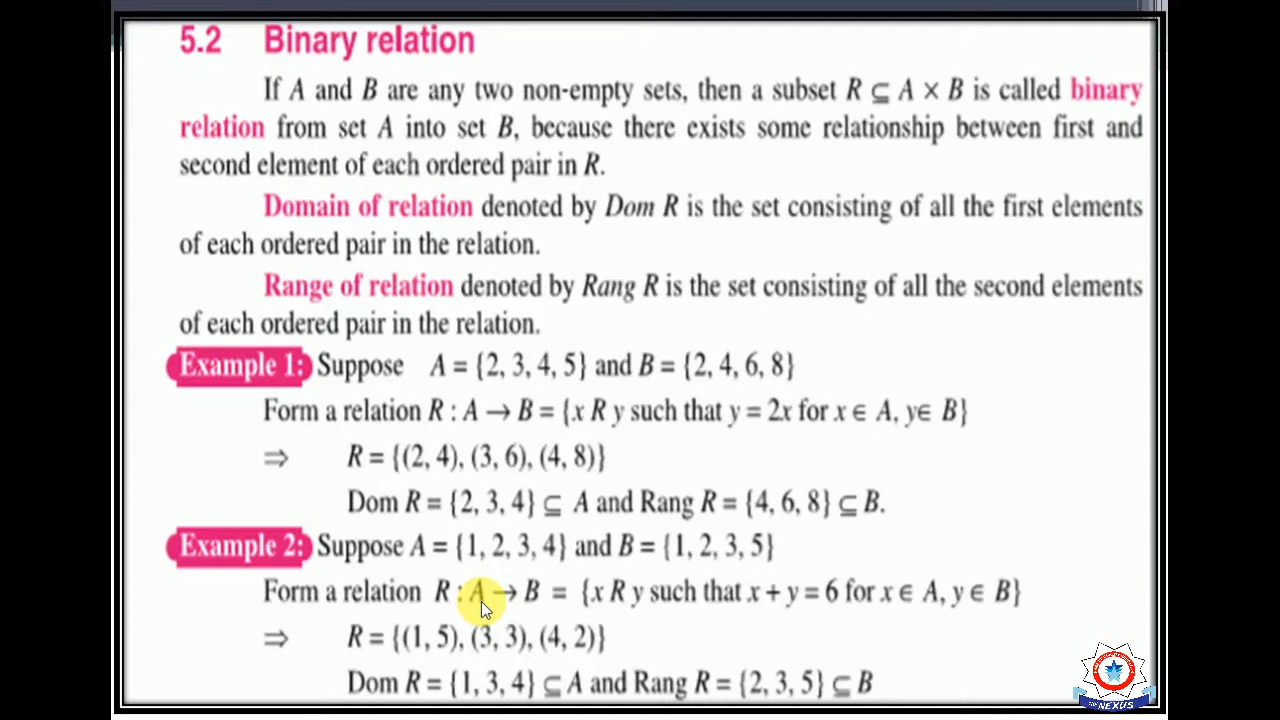 5.2 Binary relation
If A and B are any two non-empty sets, then a subset R ⊆ A × B is called binary
relation from set A into set B, because there exists some relationship between first and
second element of each ordered pair in R.
Domain of relation denoted by Dom R is the set consisting of all the first elements
of each ordered pair in the relation.
Range of relation denoted by Rang R is the set consisting of all the second elements
of each ordered pair in the relation.
Example 1: Suppose A = {2, 3, 4, 5} and B = {2, 4, 6, 8}
Form a relation R : A → B = {x R y such that y = 2x for x ∈ A, y∈ B}
⇒ R = {(2, 4), (3, 6), (4, 8)}
Dom R = {2, 3, 4} ⊆ A and Rang R = {4, 6, 8} ⊆ B.
Example 2: Suppose A = {1, 2, 3, 4} and B = {1, 2, 3, 5}
Form a relation R : A → B = {x R y such that x + y = 6 for x ∈ A, y ∈ B}
⇒ R = {(1, 5), (3, 3), (4, 2)}
Dom R = {1, 3, 4} ⊆ A and Rang R = {2, 3, 5} ⊆ B
NEXUS